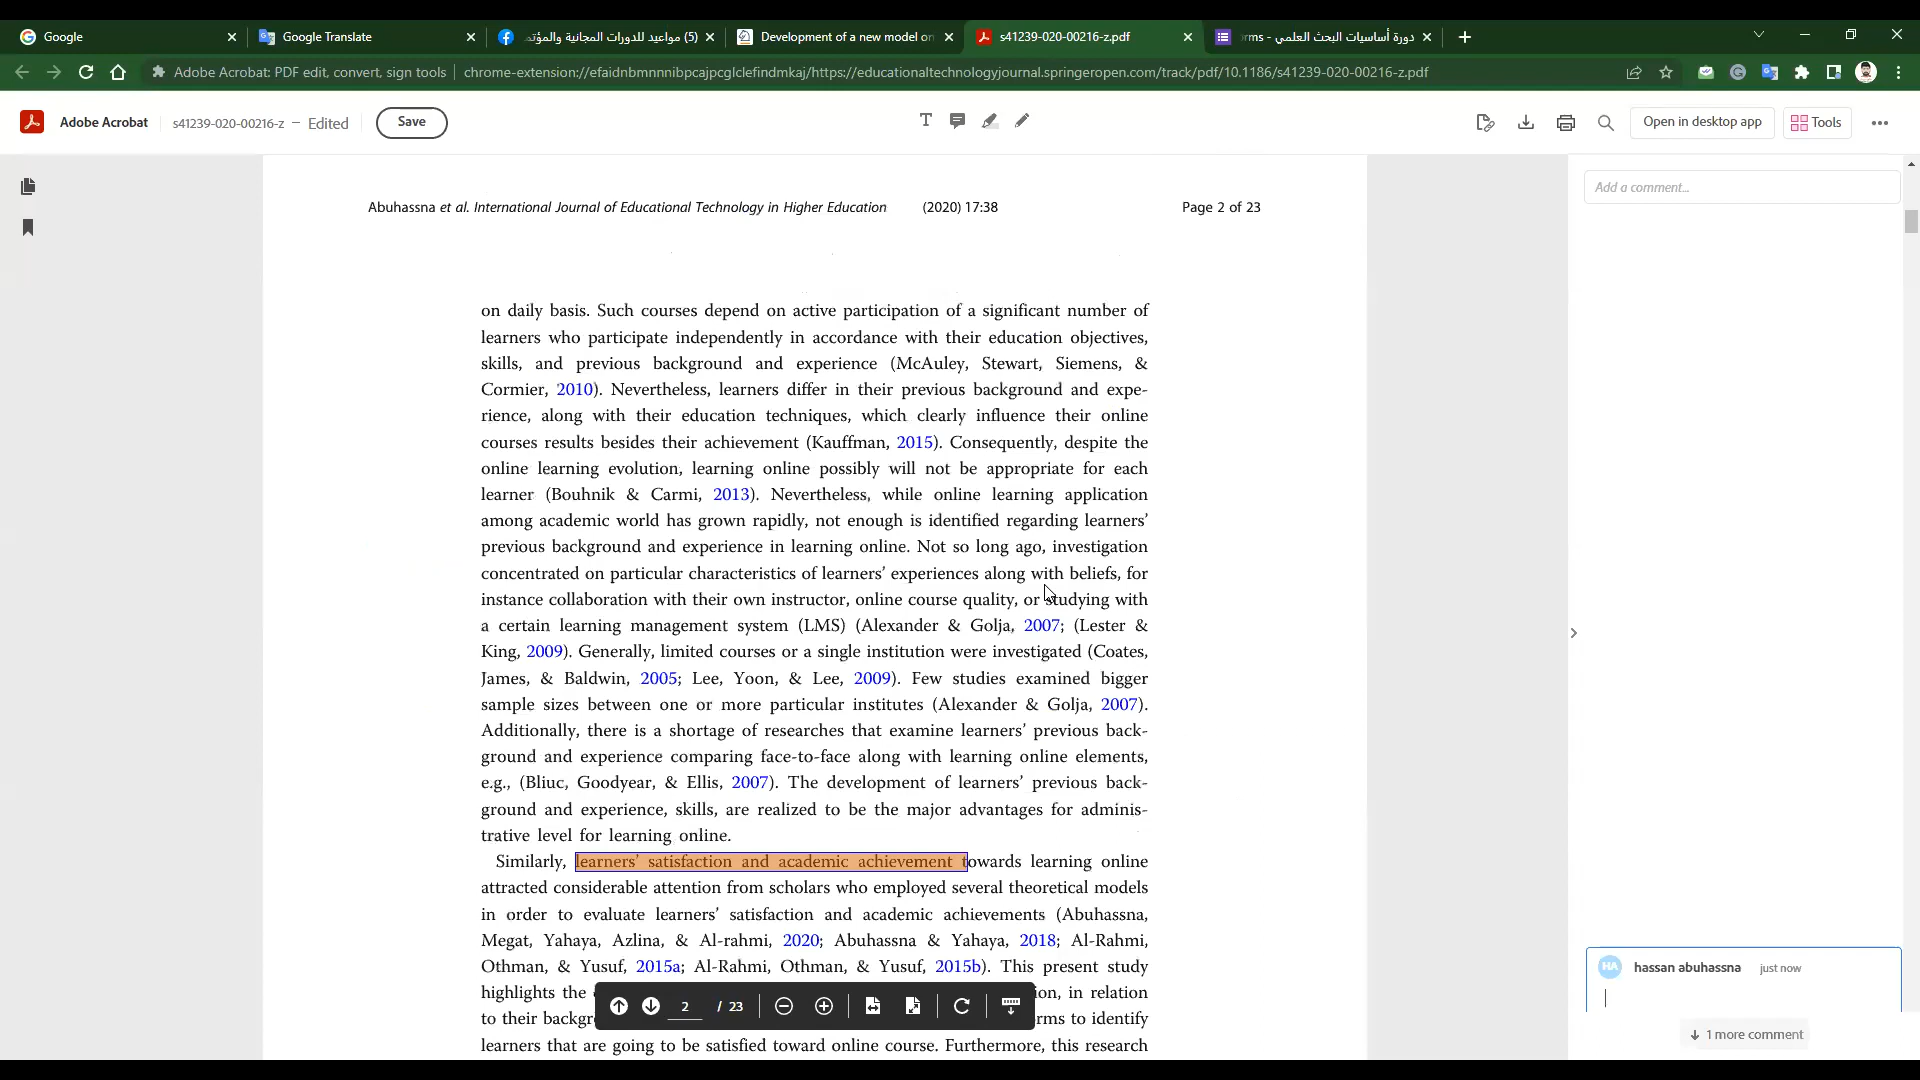 Google
Google Translate
(5) مواعيد للدورات المجانية والمؤتم
Development of a new model on
s41239-020-00216-z.pdf
دورة أساسيات البحث العلمي - rms
Adobe Acrobat: PDF edit, convert, sign tools
chrome-extension://efaidnbmnnnibpcajpcglclefindmkaj/https://educationaltechnologyjournal.springeropen.com/track/pdf/10.1186/s41239-020-00216-z.pdf
Adobe Acrobat
s41239-020-00216-z – Edited
Save
Open in desktop app
Tools
Add a comment...
Abuhassna et al. International Journal of Educational Technology in Higher Education (2020) 17:38 Page 2 of 23
on daily basis. Such courses depend on active participation of a significant number of
learners who participate independently in accordance with their education objectives,
skills, and previous background and experience (McAuley, Stewart, Siemens, &
Cormier, 2010). Nevertheless, learners differ in their previous background and expe-
rience, along with their education techniques, which clearly influence their online
courses results besides their achievement (Kauffman, 2015). Consequently, despite the
online learning evolution, learning online possibly will not be appropriate for each
learner (Bouhnik & Carmi, 2013). Nevertheless, while online learning application
among academic world has grown rapidly, not enough is identified regarding learners’
previous background and experience in learning online. Not so long ago, investigation
concentrated on particular characteristics of learners’ experiences along with beliefs, for
instance collaboration with their own instructor, online course quality, or studying with
a certain learning management system (LMS) (Alexander & Golja, 2007; (Lester &
King, 2009). Generally, limited courses or a single institution were investigated (Coates,
James, & Baldwin, 2005; Lee, Yoon, & Lee, 2009). Few studies examined bigger
sample sizes between one or more particular institutes (Alexander & Golja, 2007).
Additionally, there is a shortage of researches that examine learners’ previous back-
ground and experience comparing face-to-face along with learning online elements,
e.g., (Bliuc, Goodyear, & Ellis, 2007). The development of learners’ previous back-
ground and experience, skills, are realized to be the major advantages for adminis-
trative level for learning online.
Similarly, learners’ satisfaction and academic achievement towards learning online
attracted considerable attention from scholars who employed several theoretical models
in order to evaluate learners’ satisfaction and academic achievements (Abuhassna,
Megat, Yahaya, Azlina, & Al-rahmi, 2020; Abuhassna & Yahaya, 2018; Al-Rahmi,
Othman, & Yusuf, 2015a; Al-Rahmi, Othman, & Yusuf, 2015b). This present study
highlights the ion, in relation
to their backgr rms to identify
learners that are going to be satisfied toward online course. Furthermore, this research
2 / 23
HA hassan abuhassna just now
1 more comment